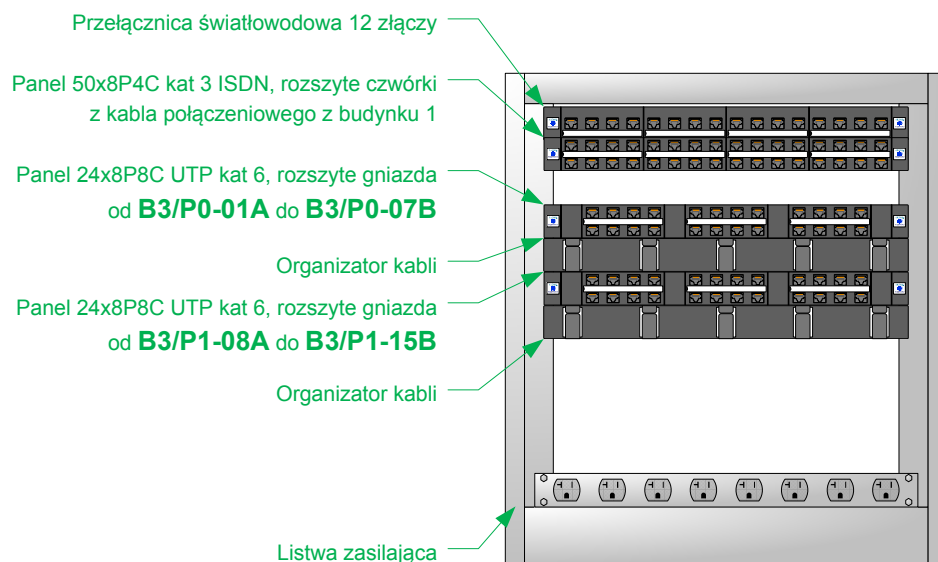 Przełącznica światłowodowa 12 złączy
Panel 50x8P4C kat 3 ISDN, rozszyte czwórki
z kabla połączeniowego z budynku 1
Panel 24x8P8C UTP kat 6, rozszyte gniazda
od B3/P0-01A do B3/P0-07B
Organizator kabli
Panel 24x8P8C UTP kat 6, rozszyte gniazda
od B3/P1-08A do B3/P1-15B
Organizator kabli
Listwa zasilająca